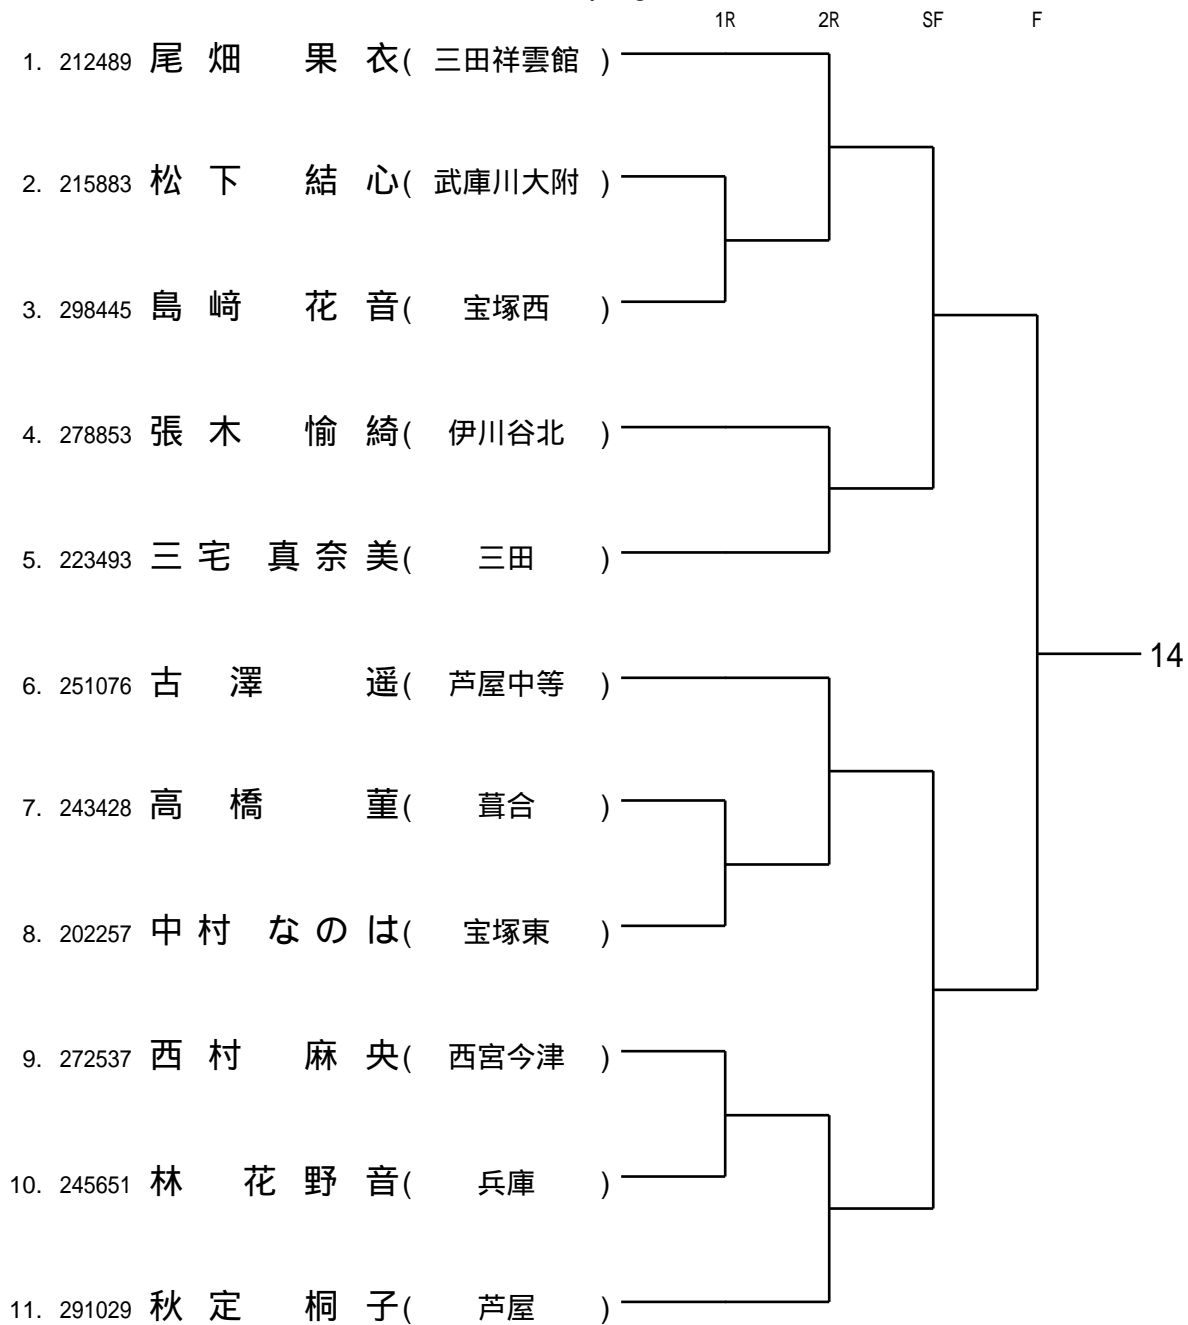 1R 2R SF F
1. 212489 尾畑 果衣( 三田祥雲館 )
2. 215883 松下 結心( 武庫川大附 )
3. 298445 島﨑 花音( 宝塚西 )
4. 278853 張木 愉綺( 伊川谷北 )
5. 223493 三宅 真奈美( 三田 )
14
6. 251076 古澤 遥( 芦屋中等 )
7. 243428 高橋 菫( 葺合 )
8. 202257 中村 なのは( 宝塚東 )
9. 272537 西村 麻央( 西宮今津 )
10. 245651 林 花野音( 兵庫 )
11. 291029 秋定 桐子( 芦屋 )